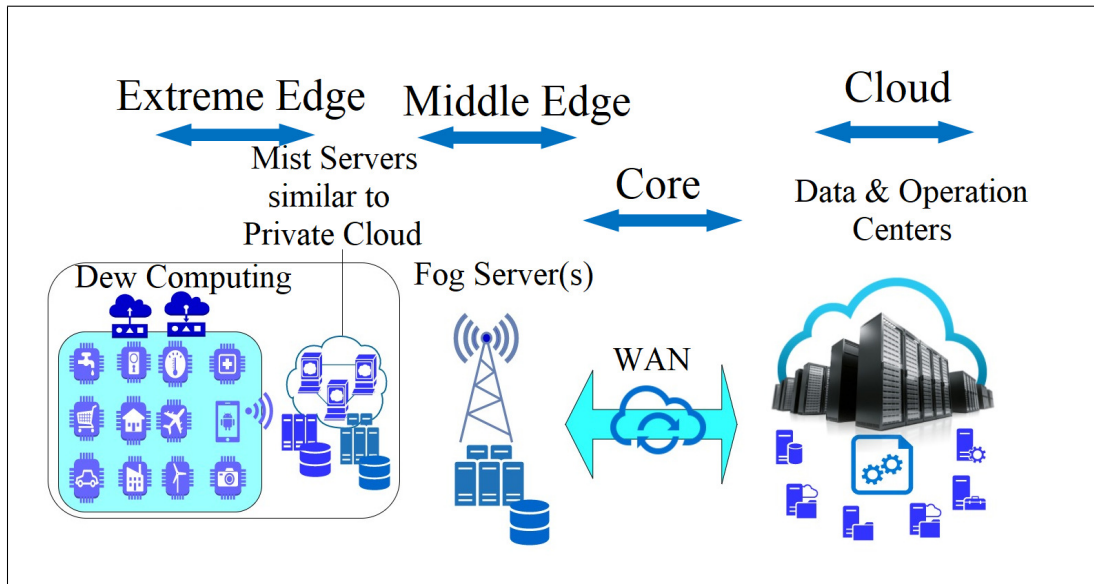 Extreme Edge
Middle Edge
Cloud
Mist Servers
similar to
Private Cloud
Core
Data & Operation
Centers
Dew Computing
Fog Server(s)
WAN